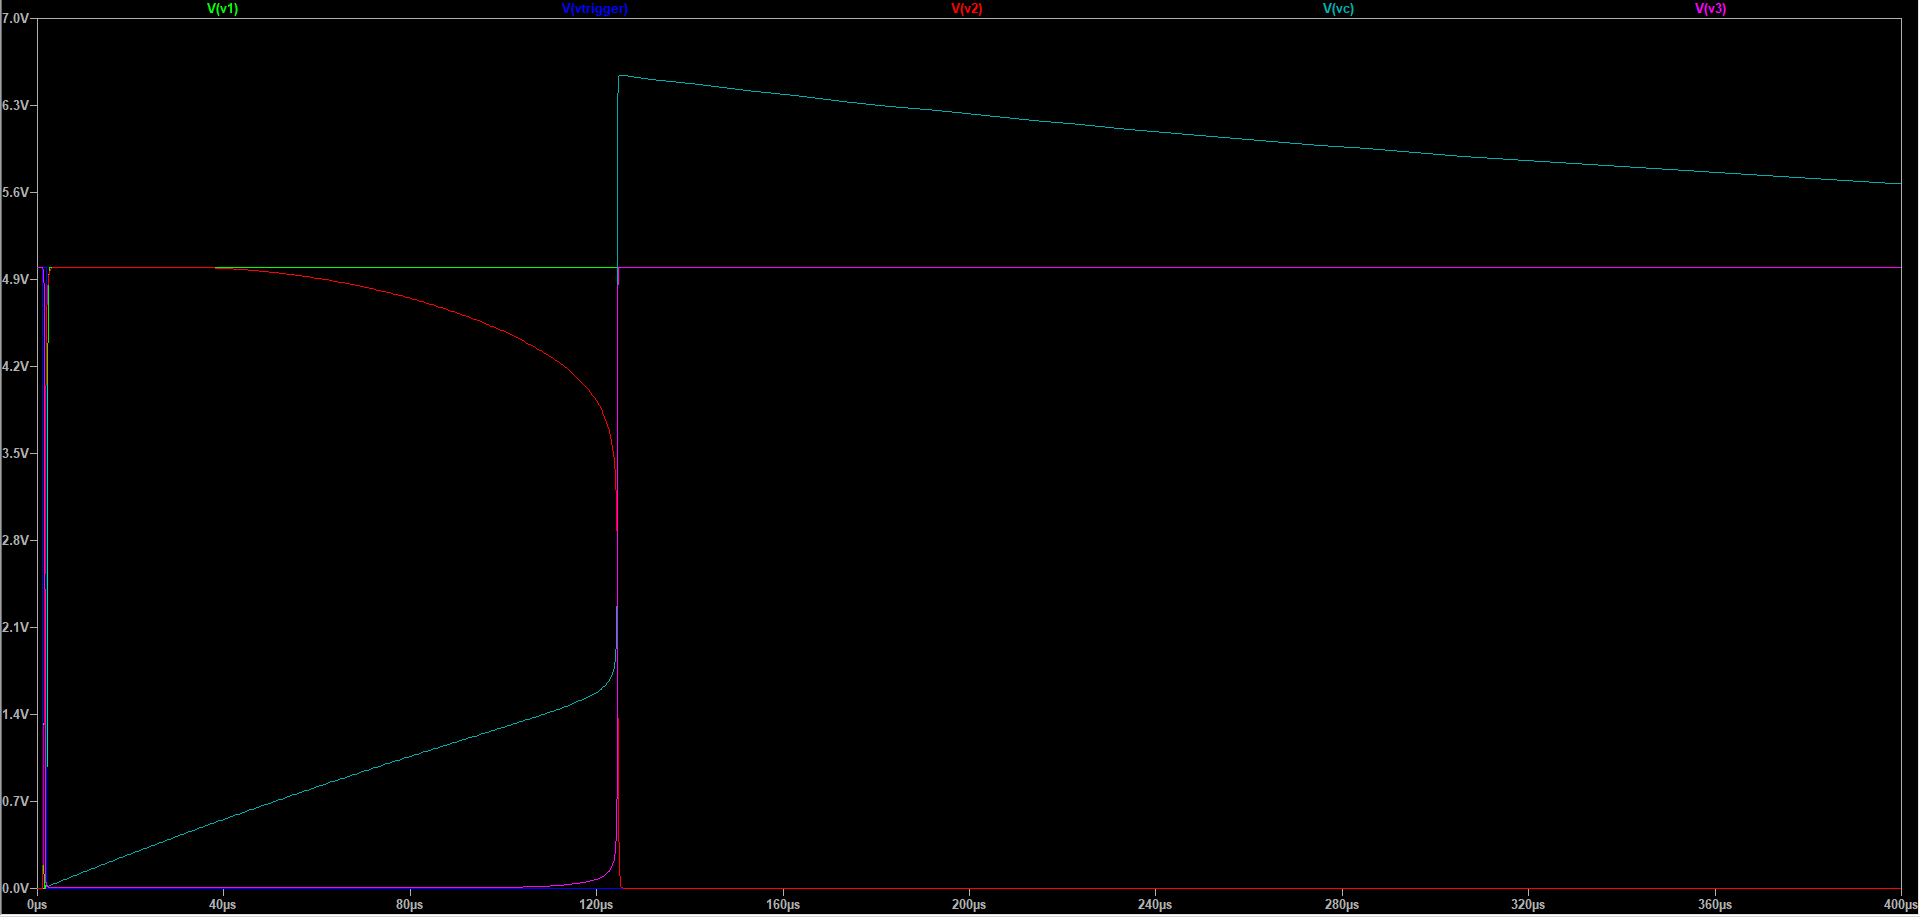 V(v1) V(vtrigger) V(v2) V(vc) V(v3)
7.0V
6.3V
5.6V
4.9V
4.2V
3.5V
2.8V
2.1V
1.4V
0.7V
0.0V
0µs 40µs 80µs 120µs 160µs 200µs 240µs 280µs 320µs 360µs 400µs